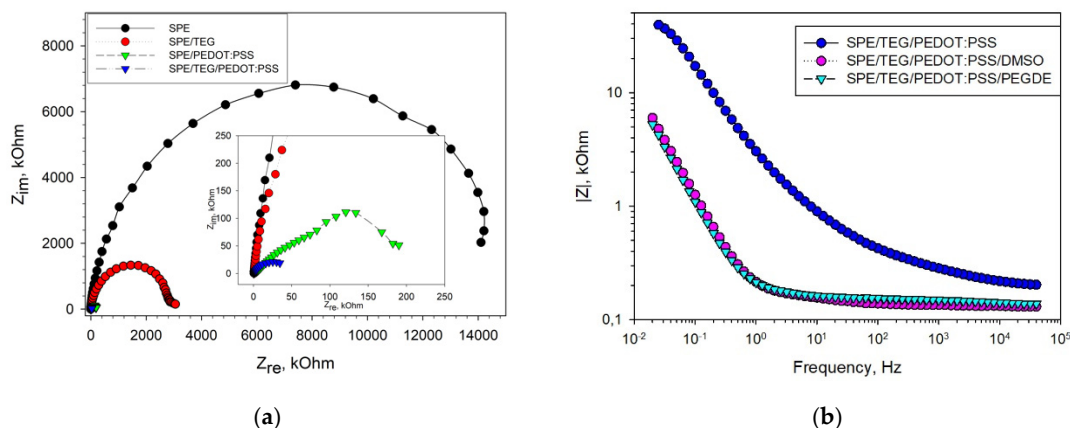 SPE
SPE/TEG
SPE/PEDOT:PSS
SPE/TEG/PEDOT:PSS
8000
6000
4000
2000
0
Zim, kOhm
0 2000 4000 6000 8000 10000 12000 14000
Zre, kOhm
250
200
150
100
50
0
Zim, kOhm
0 50 100 150 200 250
Zre, kOhm
(a)
SPE/TEG/PEDOT:PSS
SPE/TEG/PEDOT:PSS/DMSO
SPE/TEG/PEDOT:PSS/PEGDE
10
1
0,1
|Z|, kOhm
10-2 10-1 100 101 102 103 104 105
Frequency, Hz
(b)